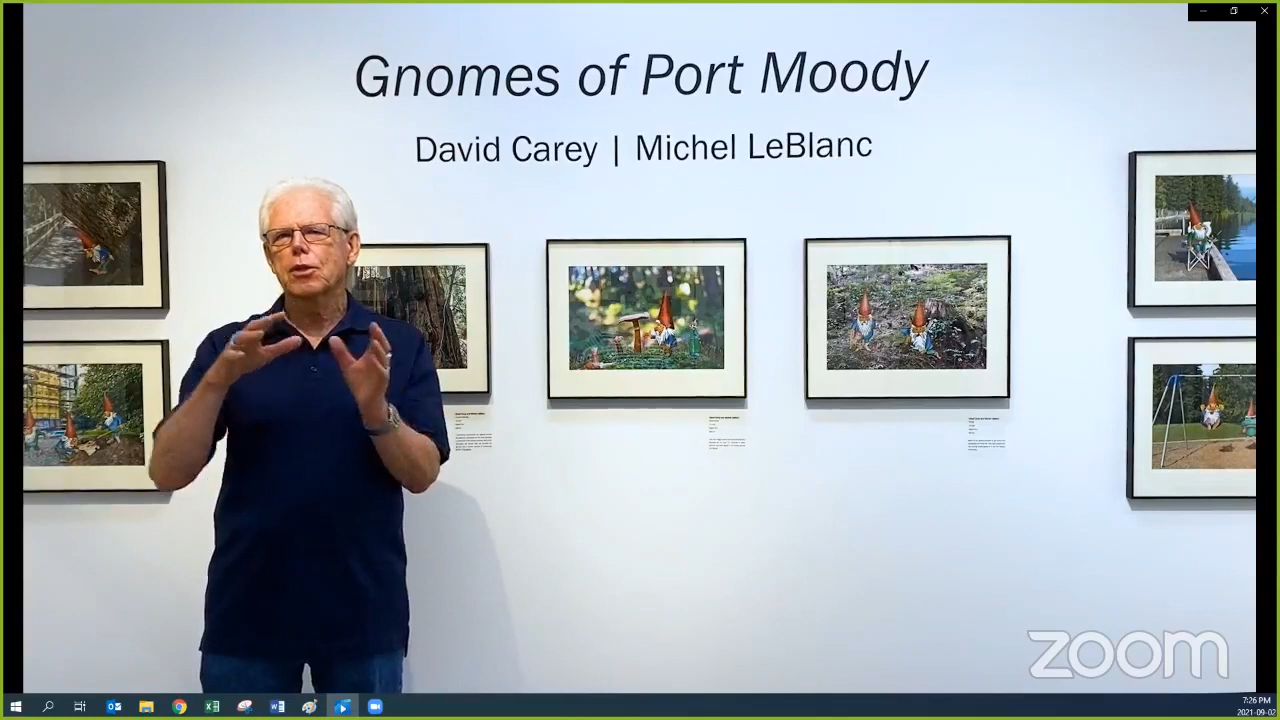 Gnomes of Port Moody
David Carey | Michel LeBlanc
zoom
7:26 PM
2021-09-02